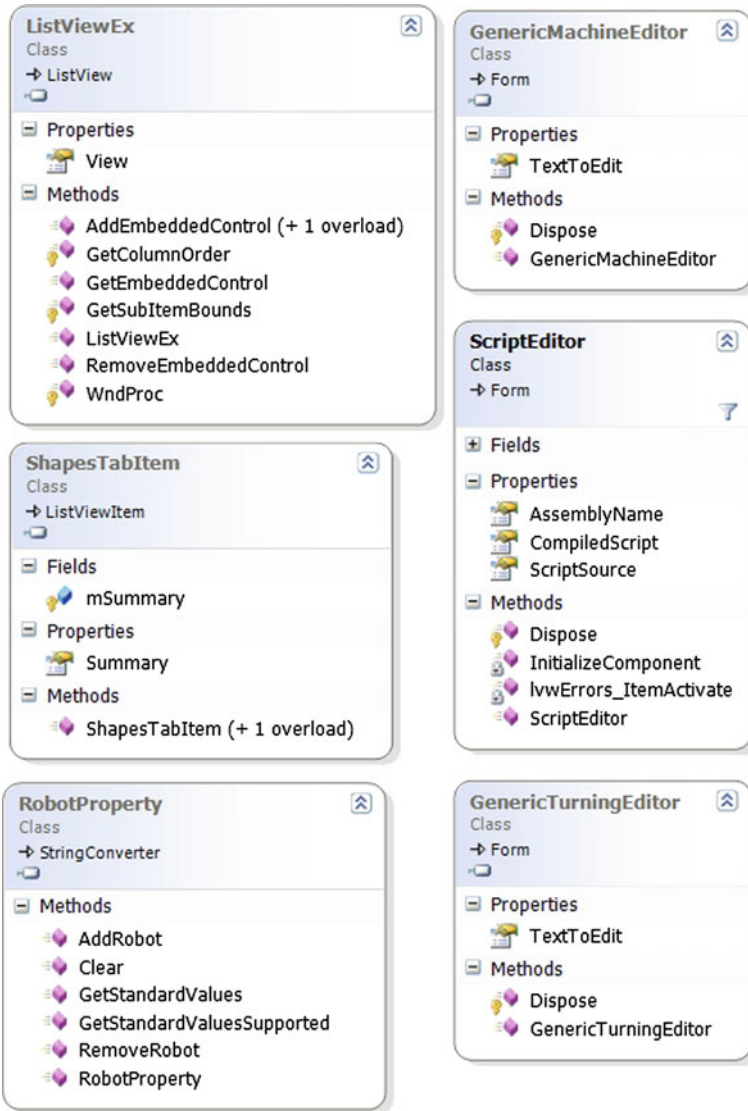 ListViewEx
Class
ListView
Properties
View
Methods
AddEmbeddedControl (+ 1 overload)
GetColumnOrder
GetEmbeddedControl
GetSubItemBounds
ListViewEx
RemoveEmbeddedControl
WndProc
ShapesTabItem
Class
ListViewItem
Fields
mSummary
Properties
Summary
Methods
ShapesTabItem (+ 1 overload)
RobotProperty
Class
StringConverter
Methods
AddRobot
Clear
GetStandardValues
GetStandardValuesSupported
RemoveRobot
RobotProperty
GenericMachineEditor
Class
Form
Properties
TextToEdit
Methods
Dispose
GenericMachineEditor
ScriptEditor
Class
Form
Fields
Properties
AssemblyName
CompiledScript
ScriptSource
Methods
Dispose
InitializeComponent
lvwErrors_ItemActivate
ScriptEditor
GenericTurningEditor
Class
Form
Properties
TextToEdit
Methods
Dispose
GenericTurningEditor